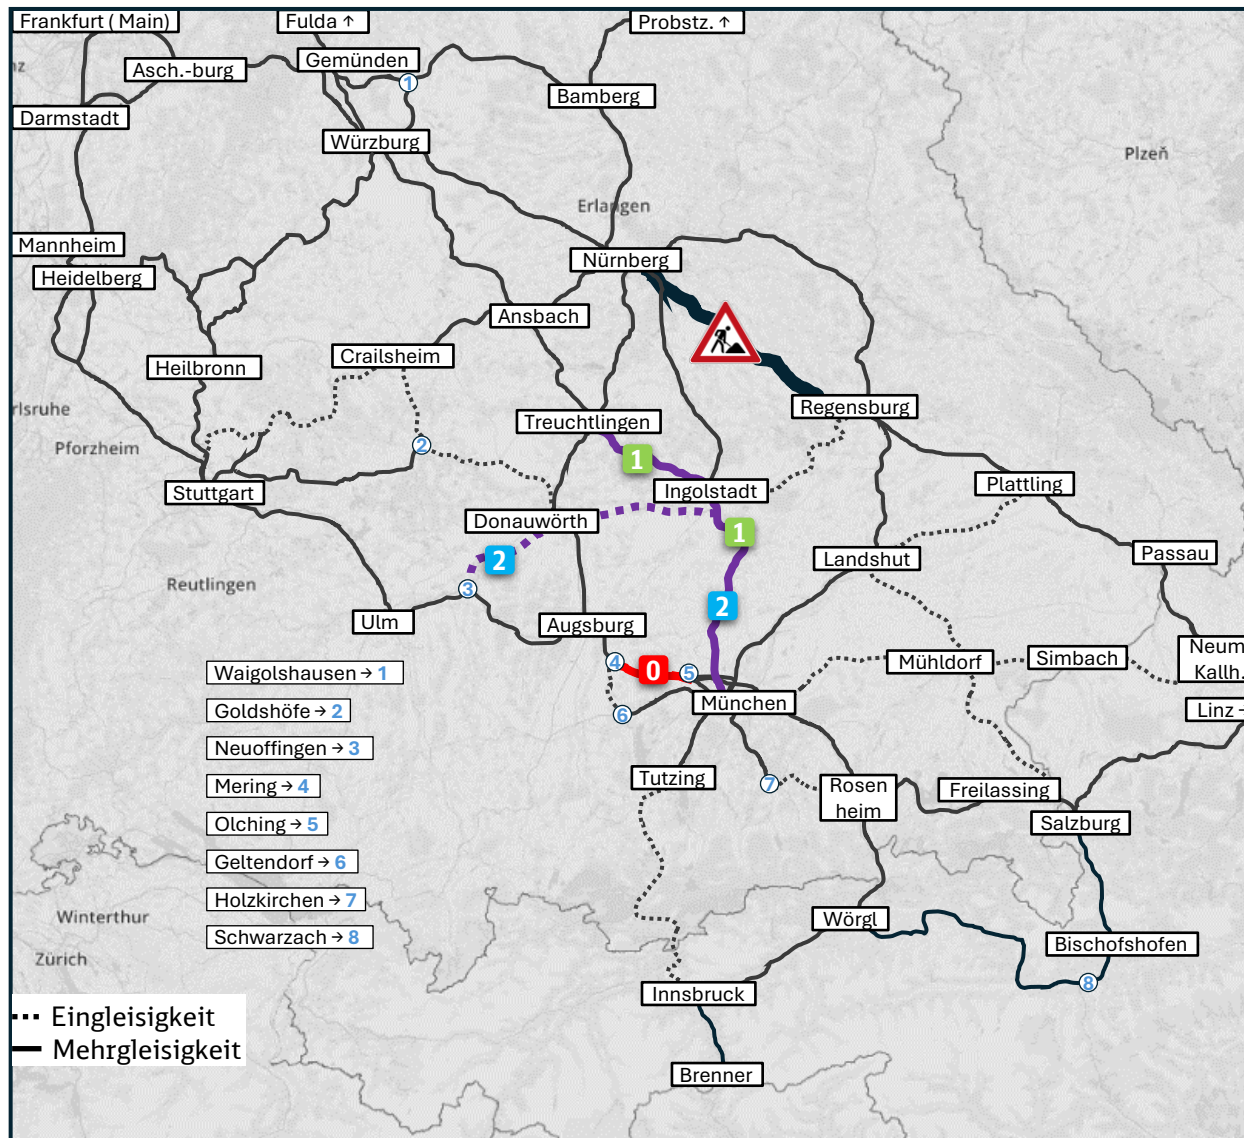 Frankfurt ( Main)
Fulda ↑
Probstz. ↑
Gemünden
Asch.-burg
1
Bamberg
Darmstadt
Würzburg
Plzeň
Erlangen
Mannheim
Nürnberg
Heidelberg
Ansbach
Crailsheim
Heilbronn
rlsruhe
Regensburg
Treuchtlingen
Pforzheim
2
1
Plattling
Stuttgart
Ingolstadt
Donauwörth
1
Landshut
Passau
2
Reutlingen
3
2
Ulm
Augsburg
Neum
Kallh.
4
0
5
Mühldorf
Simbach
Waigolshausen → 1
München
Linz -
Goldshöfe → 2
6
Neuoffingen → 3
Tutzing
7
Rosen
heim
Freilassing
Mering → 4
Salzburg
Olching → 5
Geltendorf → 6
Holzkirchen → 7
Winterthur
Wörgl
Schwarzach → 8
Bischofshofen
Zürich
8
Innsbruck
Eingleisigkeit
Mehrgleisigkeit
Brenner